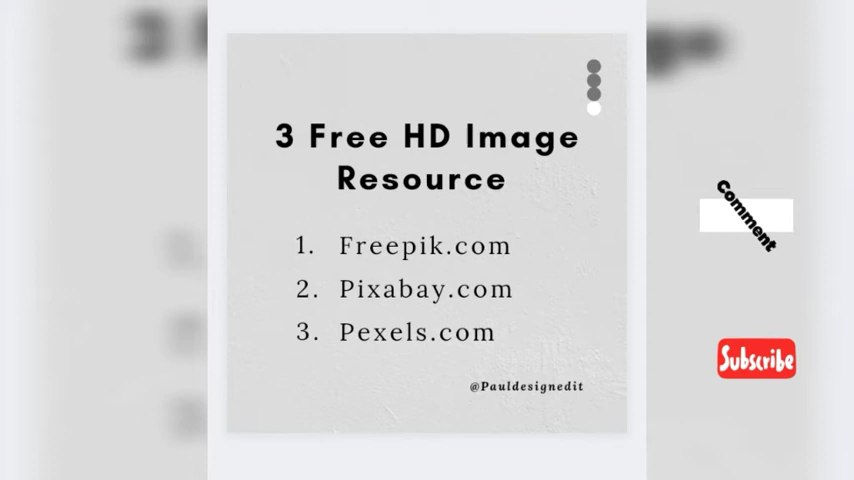 3 Free HD Image
Resource
1. Freepik.com
2. Pixabay.com
3. Pexels.com
@Pauldesignedit
Comment
Subscribe